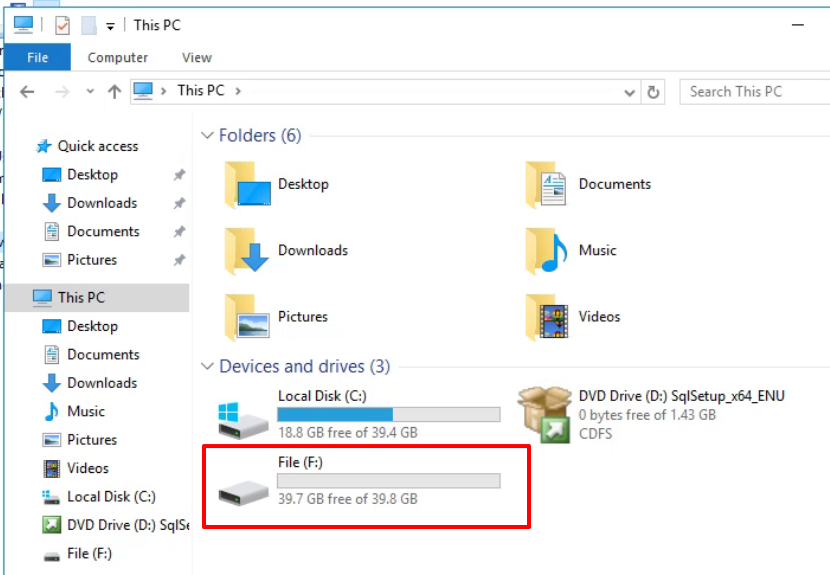 This PC
File
Computer
View
This PC
Search This PC
Quick access
Desktop
Downloads
Documents
Pictures
This PC
Desktop
Documents
Downloads
Music
Pictures
Videos
Local Disk (C:)
DVD Drive (D:) SqlSe
File (F:)
Folders (6)
Desktop
Documents
Downloads
Music
Pictures
Videos
Devices and drives (3)
Local Disk (C:)
18.8 GB free of 39.4 GB
DVD Drive (D:) SqlSetup_x64_ENU
0 bytes free of 1.43 GB
CDFS
File (F:)
39.7 GB free of 39.8 GB